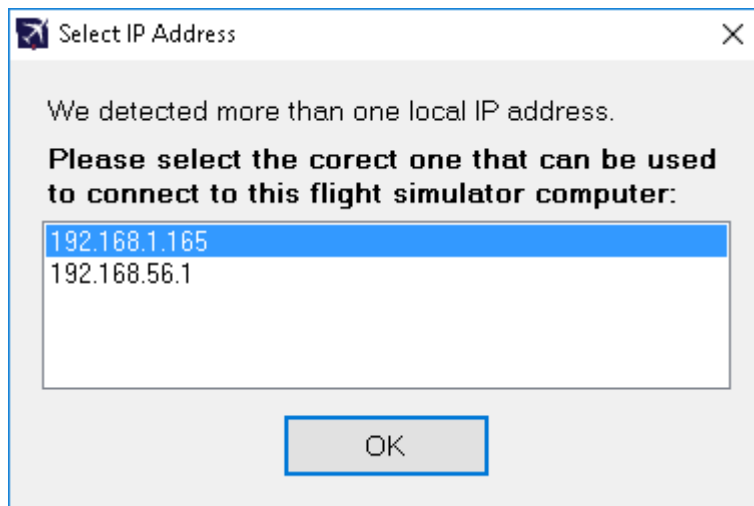 Select IP Address
We detected more than one local IP address.
Please select the corect one that can be used
to connect to this flight simulator computer:
192.168.1.165
192.168.56.1
OK